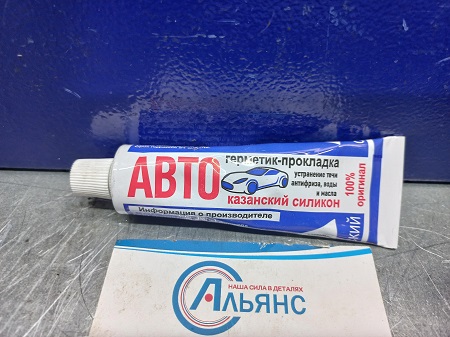 АВТО
герметик-прокладка
устранение течи
антифриза, воды
и масла
казанский силикон
100%
оригинал
Информация о производителе
НАША СИЛА В ДЕТАЛЯХ
АЛЬЯНС